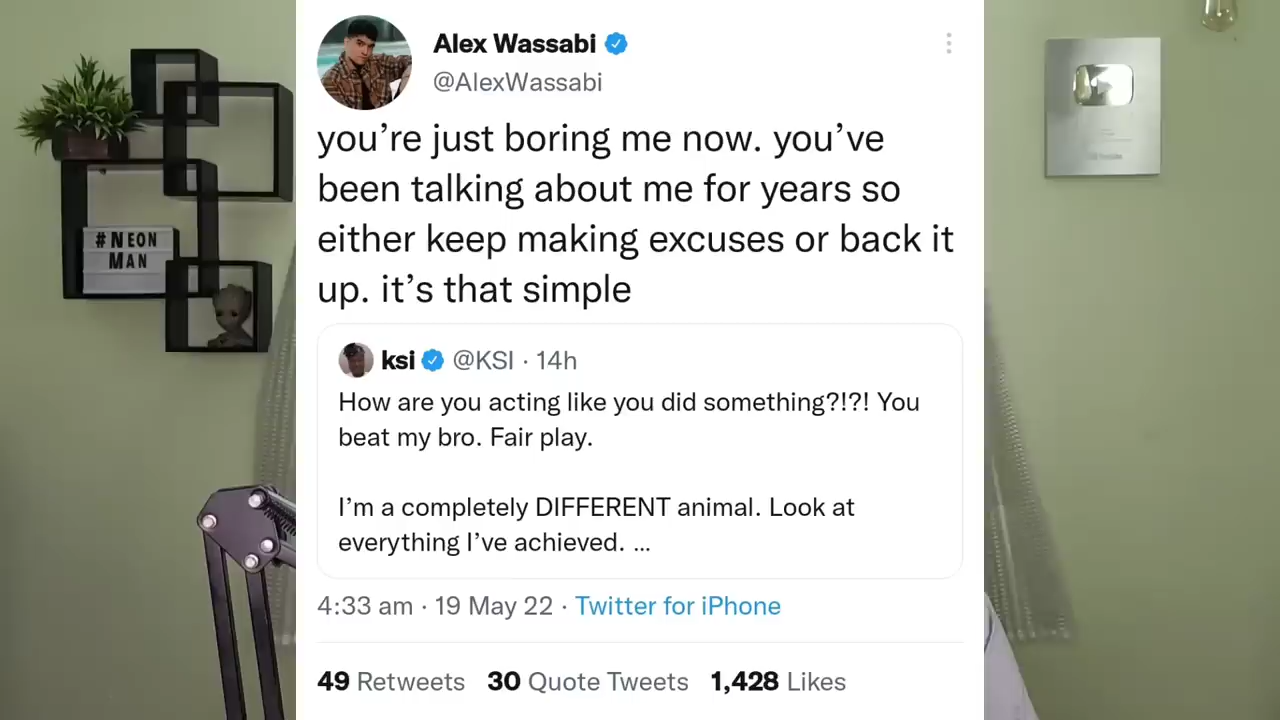 Alex Wassabi
@AlexWassabi
you’re just boring me now. you’ve
been talking about me for years so
either keep making excuses or back it
up. it’s that simple
ksi @KSI · 14h
How are you acting like you did something?!?! You
beat my bro. Fair play.
I’m a completely DIFFERENT animal. Look at
everything I’ve achieved. ...
4:33 am · 19 May 22 · Twitter for iPhone
49 Retweets 30 Quote Tweets 1,428 Likes
#NEON
MAN